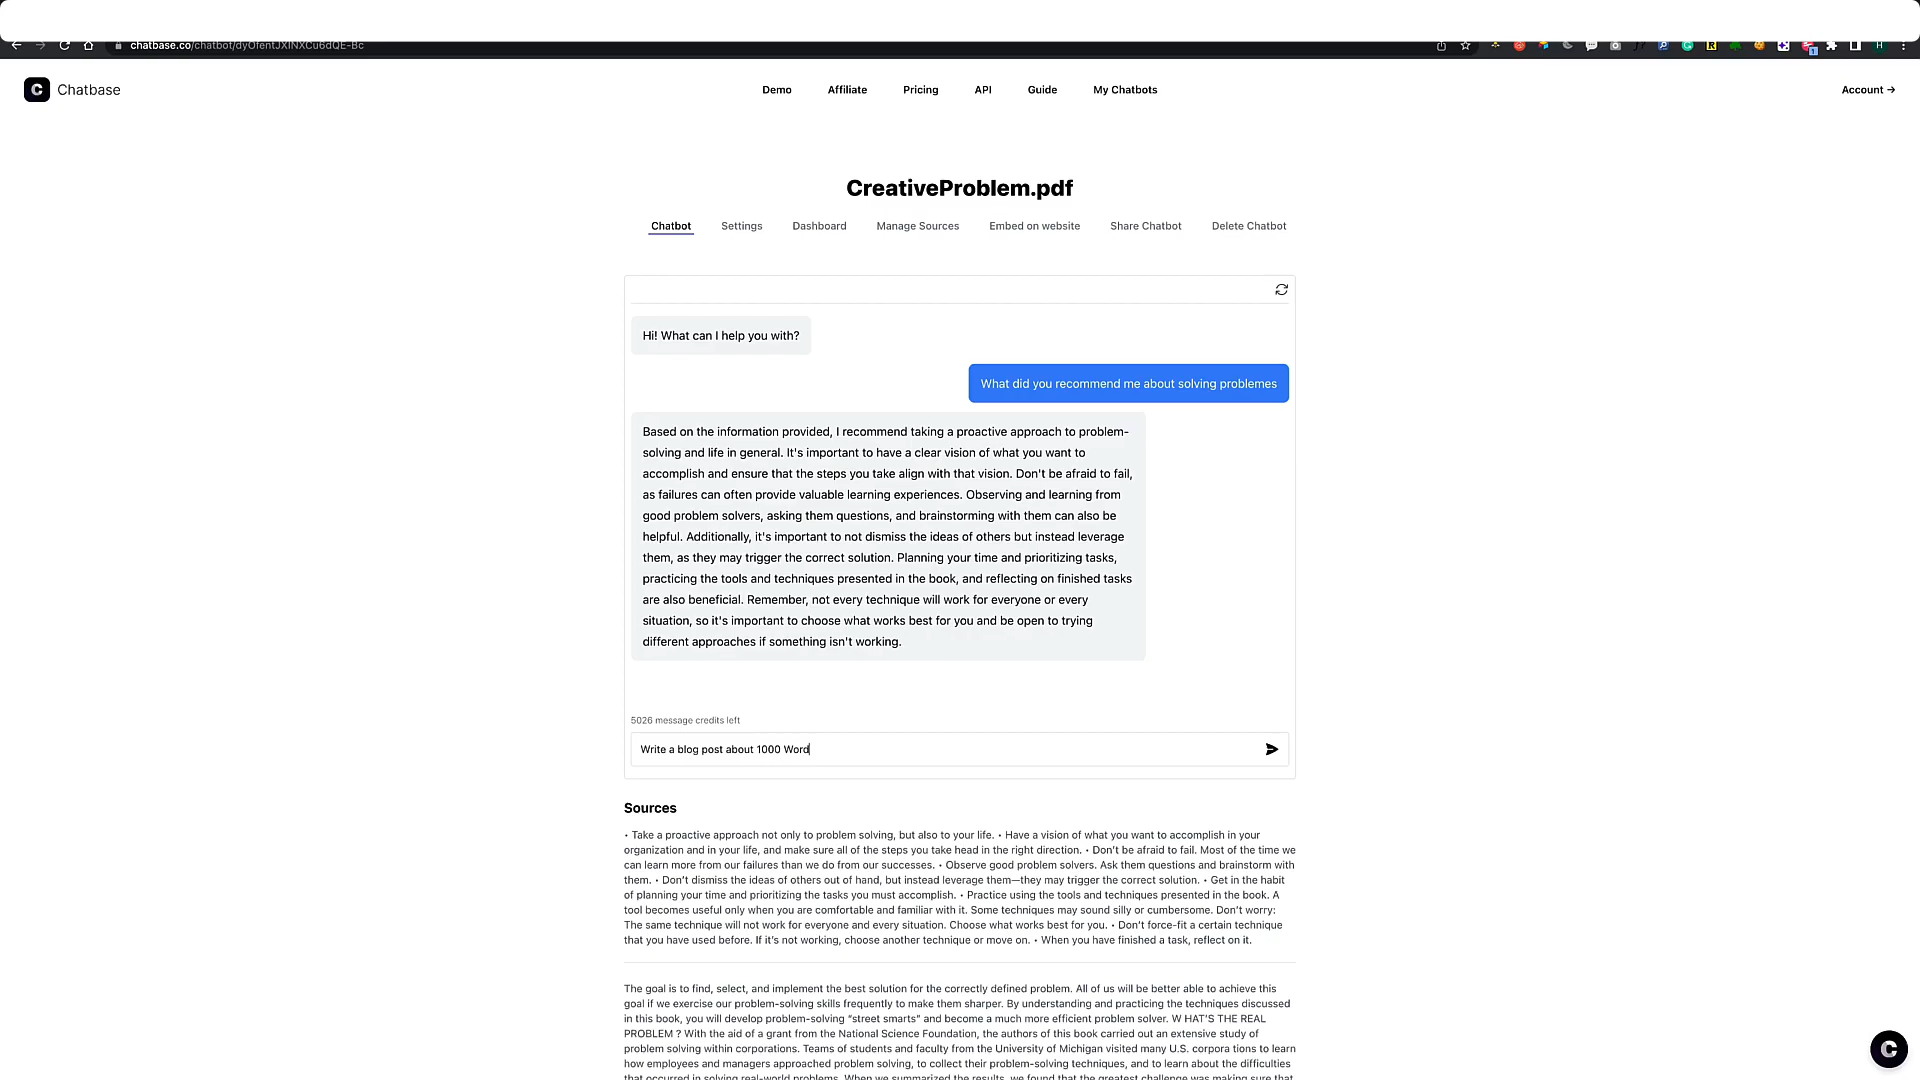 chatbase.co/chatbot/dyOfentJXINXCu6dQE-Bc
C Chatbase
Demo
Affiliate
Pricing
API
Guide
My Chatbots
Account →
CreativeProblem.pdf
Chatbot
Settings
Dashboard
Manage Sources
Embed on website
Share Chatbot
Delete Chatbot
Hi! What can I help you with?
What did you recommend me about solving problemes
Based on the information provided, I recommend taking a proactive approach to problem-
solving and life in general. It's important to have a clear vision of what you want to
accomplish and ensure that the steps you take align with that vision. Don't be afraid to fail,
as failures can often provide valuable learning experiences. Observing and learning from
good problem solvers, asking them questions, and brainstorming with them can also be
helpful. Additionally, it's important to not dismiss the ideas of others but instead leverage
them, as they may trigger the correct solution. Planning your time and prioritizing tasks,
practicing the tools and techniques presented in the book, and reflecting on finished tasks
are also beneficial. Remember, not every technique will work for everyone or every
situation, so it's important to choose what works best for you and be open to trying
different approaches if something isn't working.
5026 message credits left
Write a blog post about 1000 Word
Sources
• Take a proactive approach not only to problem solving, but also to your life. • Have a vision of what you want to accomplish in your
organization and in your life, and make sure all of the steps you take head in the right direction. • Don’t be afraid to fail. Most of the time we
can learn more from our failures than we do from our successes. • Observe good problem solvers. Ask them questions and brainstorm with
them. • Don’t dismiss the ideas of others out of hand, but instead leverage them—they may trigger the correct solution. • Get in the habit
of planning your time and prioritizing the tasks you must accomplish. • Practice using the tools and techniques presented in the book. A
tool becomes useful only when you are comfortable and familiar with it. Some techniques may sound silly or cumbersome. Don’t worry:
The same technique will not work for everyone and every situation. Choose what works best for you. • Don’t force-fit a certain technique
that you have used before. If it’s not working, choose another technique or move on. • When you have finished a task, reflect on it.
The goal is to find, select, and implement the best solution for the correctly defined problem. All of us will be better able to achieve this
goal if we exercise our problem-solving skills frequently to make them sharper. By understanding and practicing the techniques discussed
in this book, you will develop problem-solving “street smarts” and become a much more efficient problem solver. W HAT’S THE REAL
PROBLEM ? With the aid of a grant from the National Science Foundation, the authors of this book carried out an extensive study of
problem solving within corporations. Teams of students and faculty from the University of Michigan visited many U.S. corpora tions to learn
how employees and managers approached problem solving, to collect their problem-solving techniques, and to learn about the difficulties
that occurred in solving real-world problems. When we summarized the results, we found that the greatest challenge was making sure that